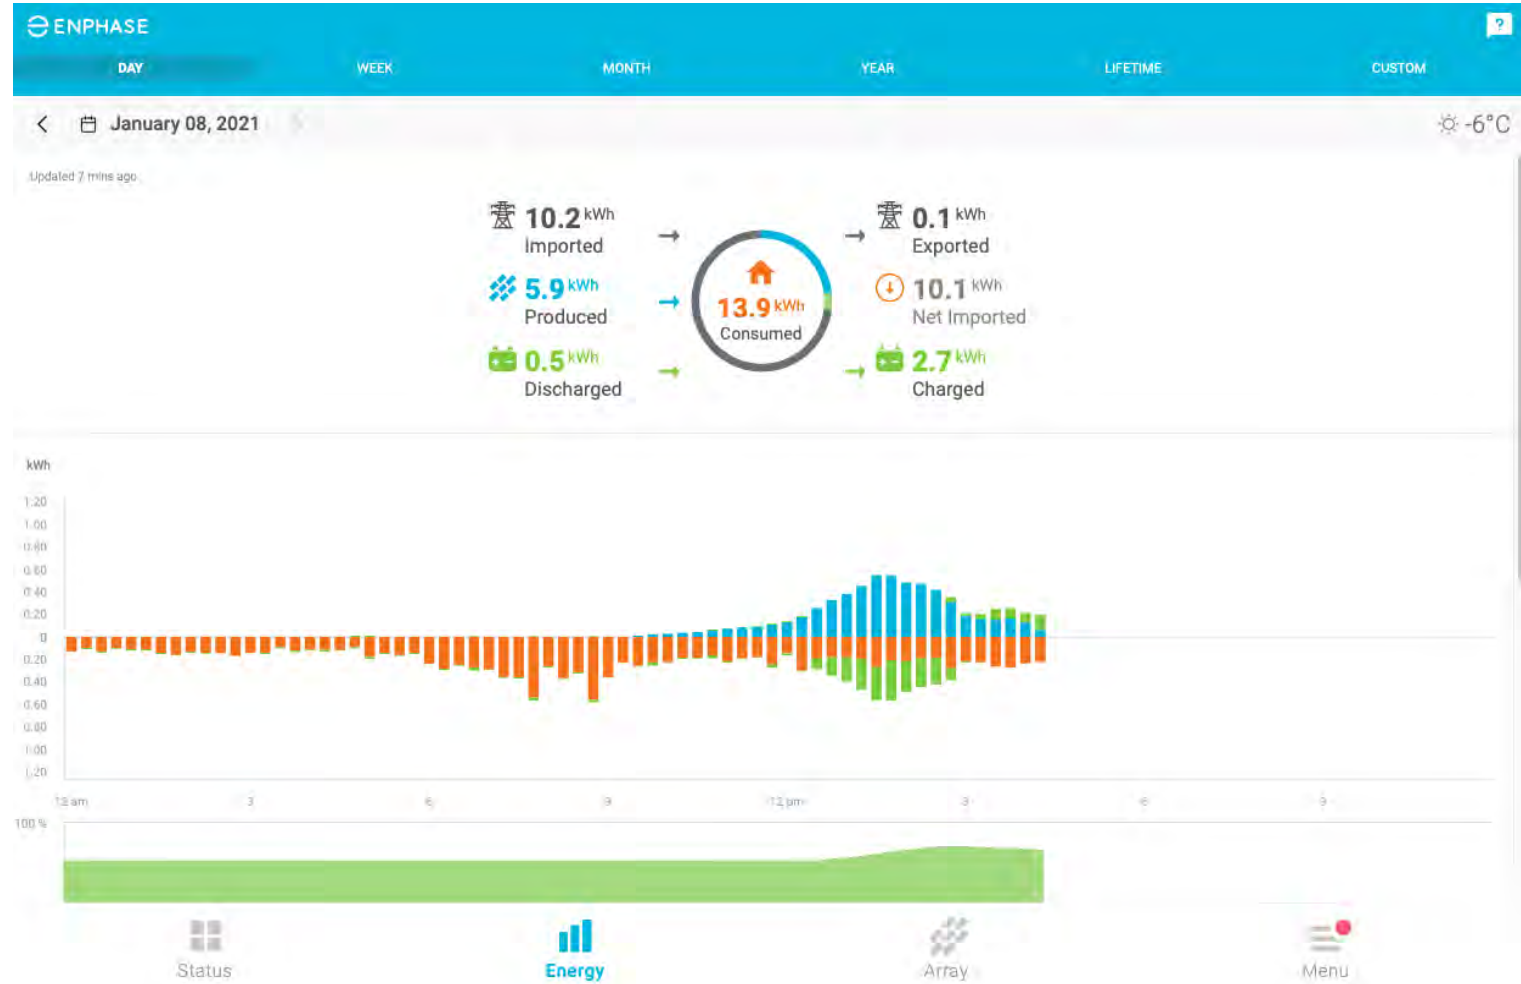 ENPHASE
?
DAY WEEK MONTH YEAR LIFETIME CUSTOM
January 08, 2021
-6°C
Updated 7 mins ago
10.2 kWh
Imported
0.1 kWh
Exported
5.9 kWh
Produced
13.9 kWh
Consumed
10.1 kWh
Net Imported
0.5 kWh
Discharged
2.7 kWh
Charged
kWh
1.20
1.00
0.80
0.60
0.40
0.20
0
0.20
0.40
0.60
0.80
1.00
1.20
12 am 3 6 9 12 pm 3 6 9
100 %
Status Energy Array Menu